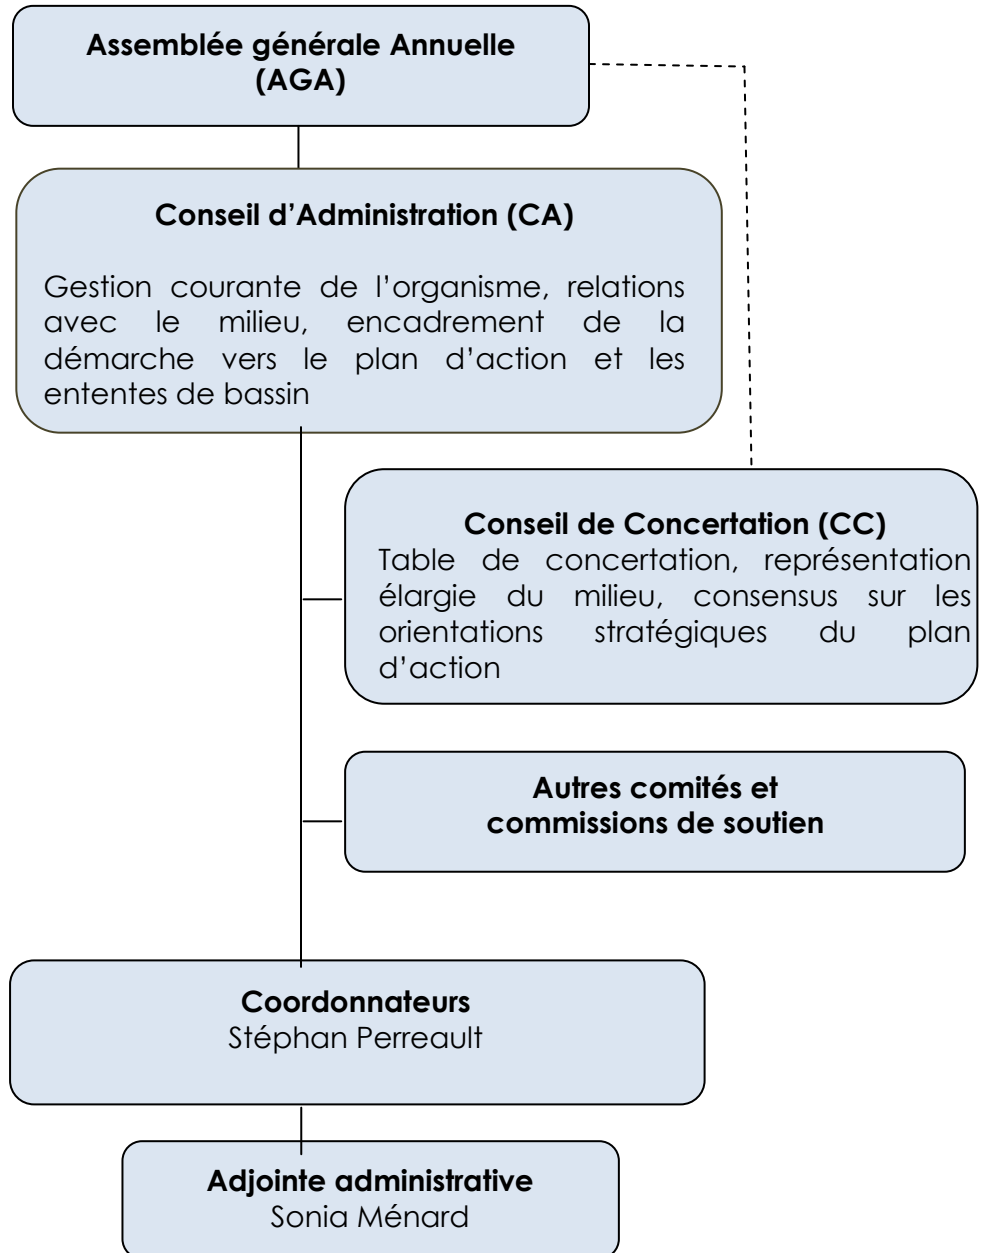 Assemblée générale Annuelle
(AGA)
Conseil d'Administration (CA)
Gestion courante de l'organisme, relations
avec le milieu, encadrement de la
démarche vers le plan d'action et les
ententes de bassin
Conseil de Concertation (CC)
Table de concertation, représentation
élargie du milieu, consensus sur les
orientations stratégiques du plan
d'action
Autres comités et
commissions de soutien
Coordonnateurs
Stéphan Perreault
Adjointe administrative
Sonia Ménard